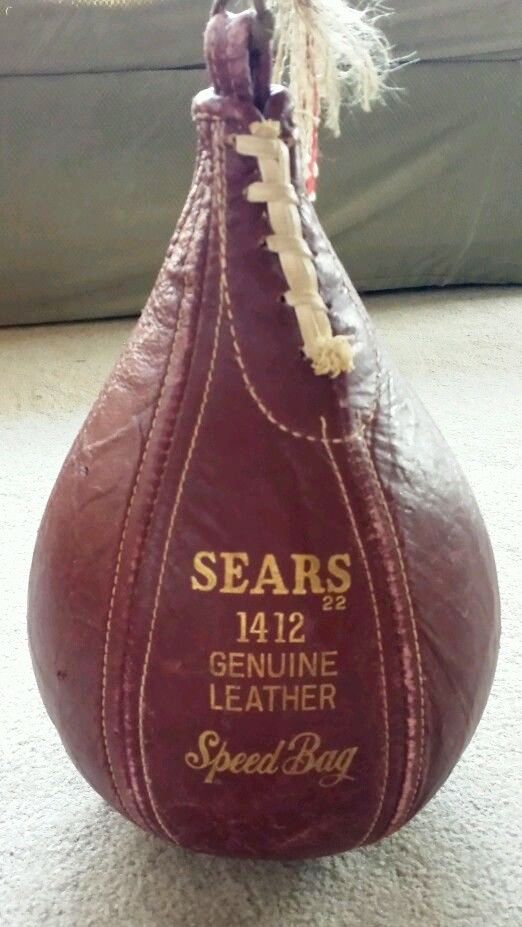 SEARS
22
1412
GENUINE
LEATHER
Speed Bag